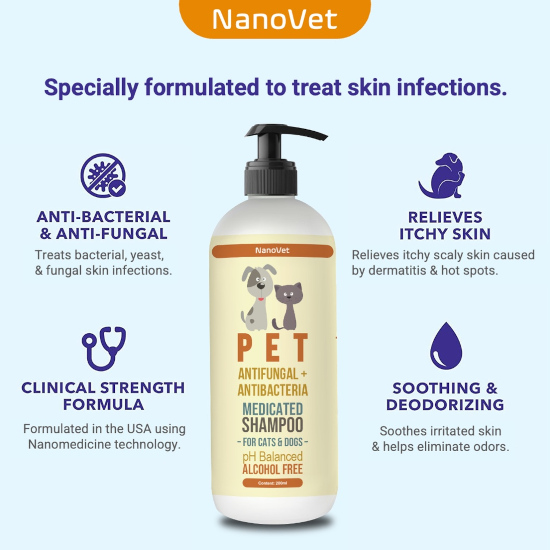 NanoVet
Specially formulated to treat skin infections.
ANTI-BACTERIAL
& ANTI-FUNGAL
Treats bacterial, yeast,
& fungal skin infections.
RELIEVES
ITCHY SKIN
Relieves itchy scaly skin caused
by dermatitis & hot spots.
CLINICAL STRENGTH
FORMULA
Formulated in the USA using
Nanomedicine technology.
SOOTHING &
DEODORIZING
Soothes irritated skin
& helps eliminate odors.
NanoVet
PET
ANTIFUNGAL +
ANTIBACTERIA
MEDICATED
SHAMPOO
- FOR CATS & DOGS -
pH Balanced
ALCOHOL FREE
Content: 250ml